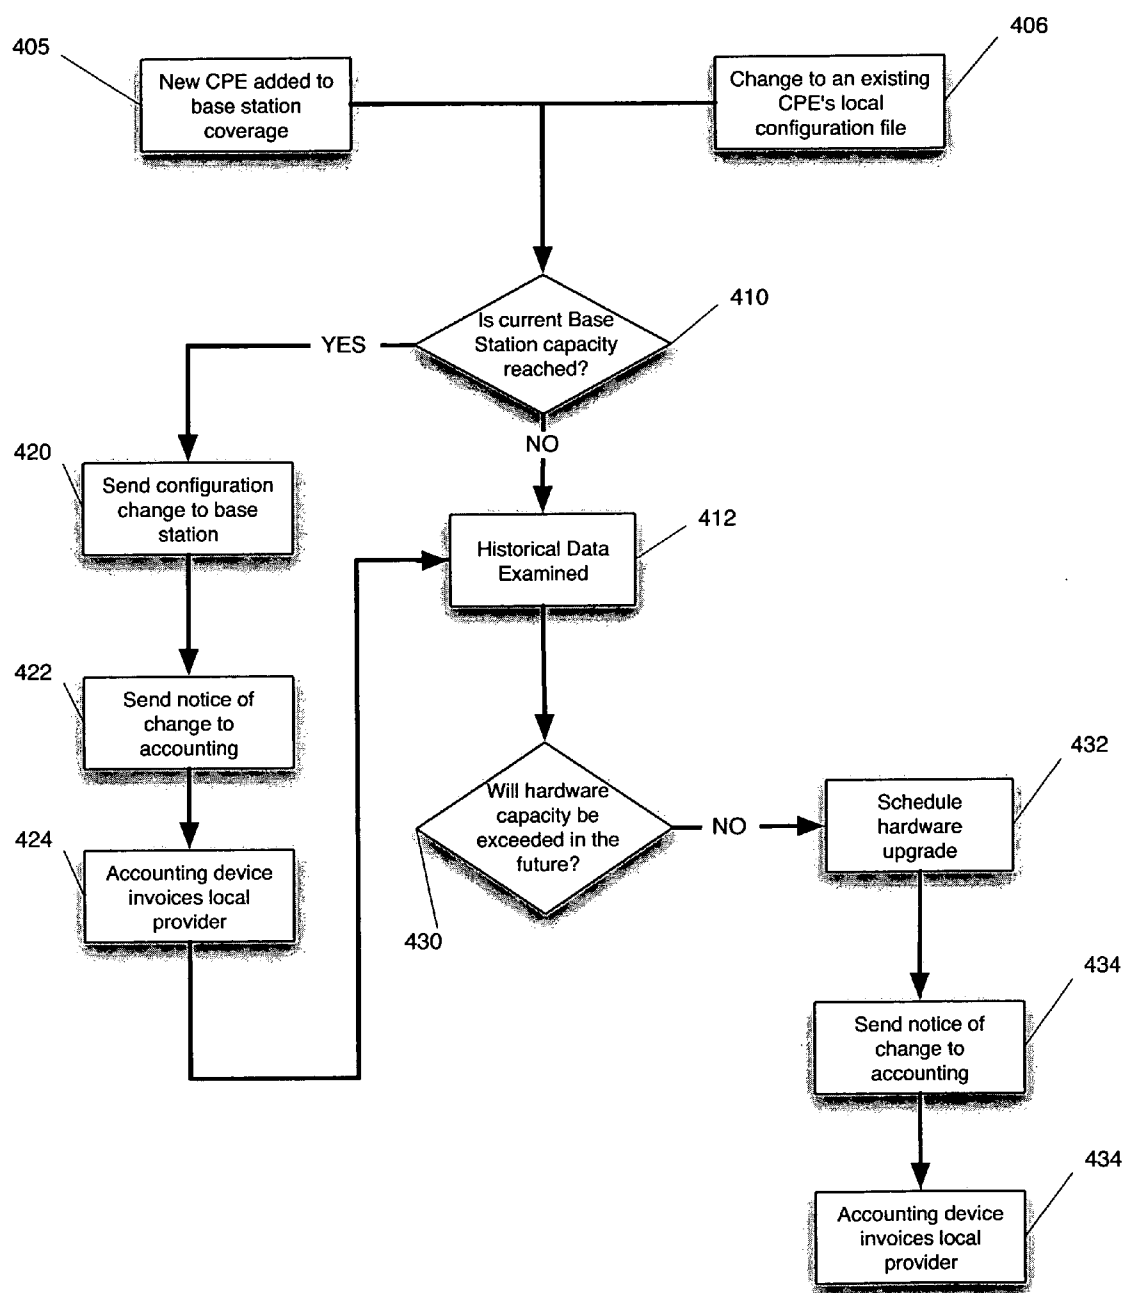 405
New CPE added to
base station
coverage
406
Change to an existing
CPE's local
configuration file
410
Is current Base
Station capacity
reached?
YES
NO
420
Send configuration
change to base
station
412
Historical Data
Examined
422
Send notice of
change to
accounting
430
Will hardware
capacity be
exceeded in the
future?
NO
432
Schedule
hardware
upgrade
424
Accounting device
invoices local
provider
434
Send notice of
change to
accounting
434
Accounting device
invoices local
provider